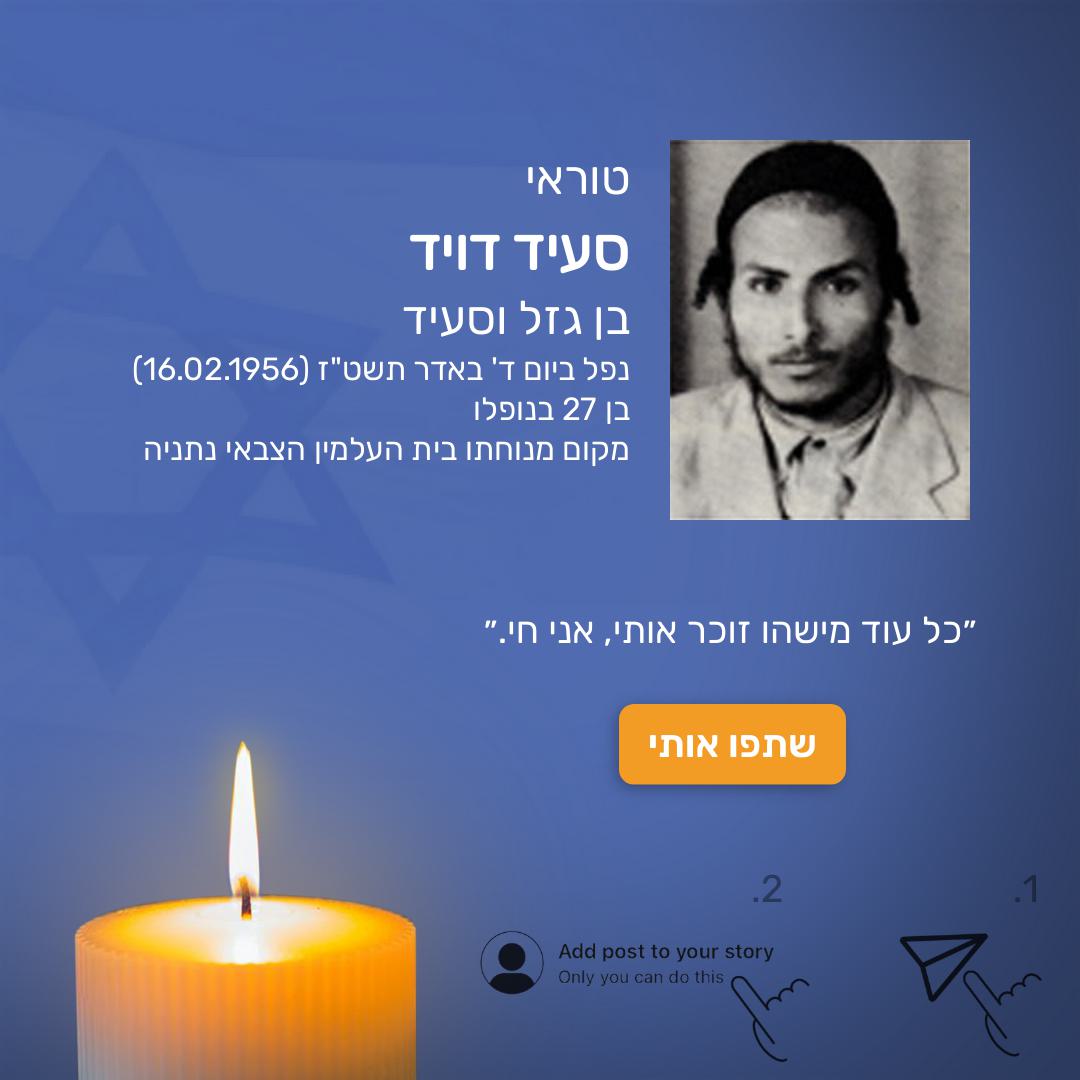 טוראי
סעיד דויד
בן גזל וסעיד
נפל ביום ד' באדר תשט"ז (16.02.1956)
בן 27 בנופלו
מקום מנוחתו בית העלמין הצבאי נתניה
״כל עוד מישהו זוכר אותי, אני חי.״
שתפו אותי
1.
2.
Add post to your story
Only you can do this